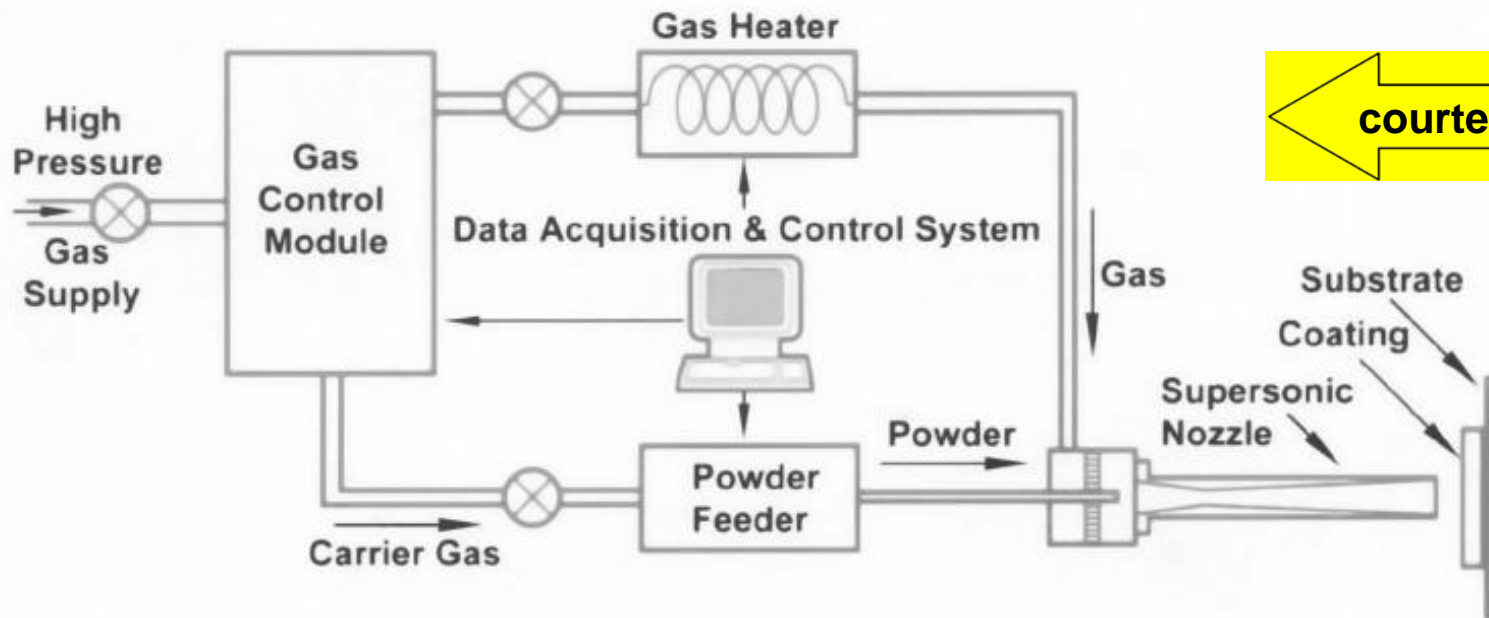 Gas Heater
High
Pressure
Gas
Supply
Gas
Control
Module
Data Acquisition & Control System
Gas
Substrate
Coating
Supersonic
Nozzle
Powder
Powder
Feeder
Carrier Gas